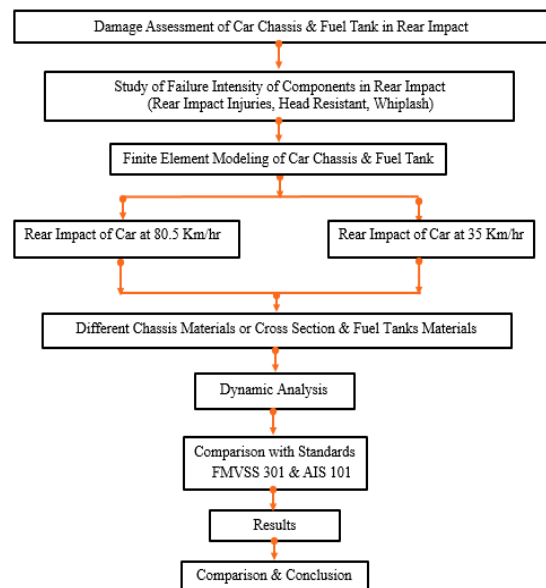 Damage Assessment of Car Chassis & Fuel Tank in Rear Impact
Study of Failure Intensity of Components in Rear Impact
(Rear Impact Injuries, Head Resistant, Whiplash)
Finite Element Modeling of Car Chassis & Fuel Tank
Rear Impact of Car at 80.5 Km/hr
Rear Impact of Car at 35 Km/hr
Different Chassis Materials or Cross Section & Fuel Tanks Materials
Dynamic Analysis
Comparison with Standards
FMVSS 301 & AIS 101
Results
Comparison & Conclusion